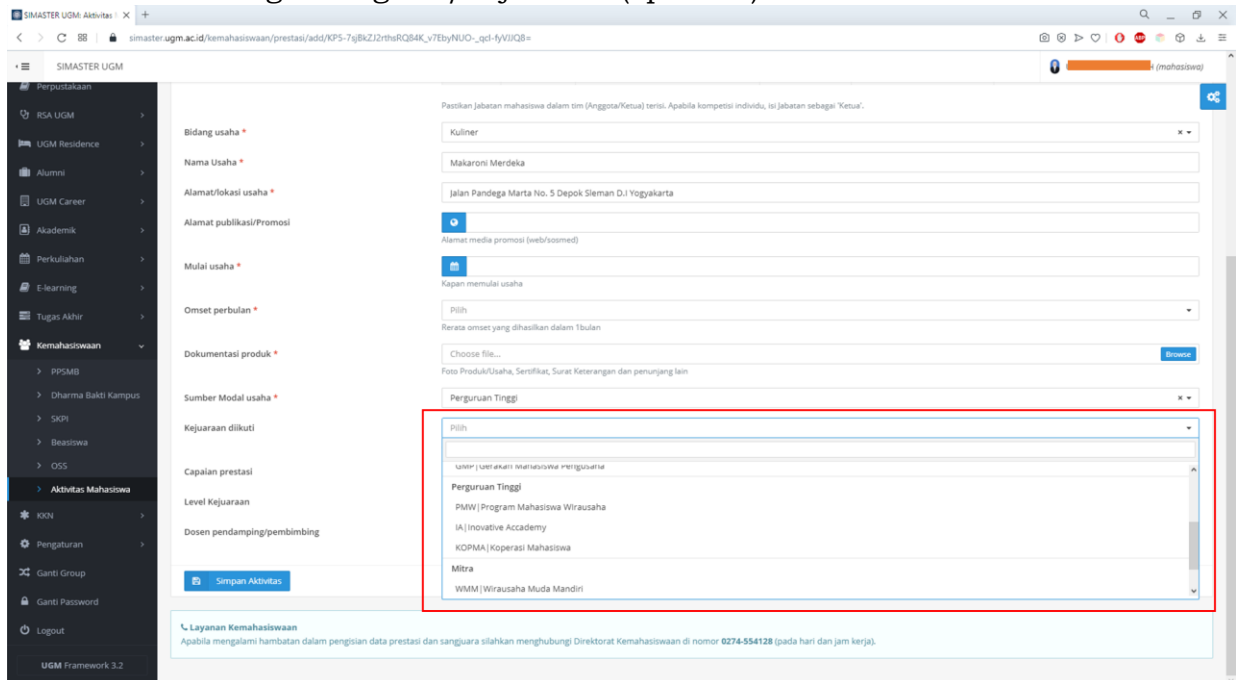 SIMASTER UGM: Aktivitas
simaster.ugm.ac.id/kemahasiswaan/prestasi/add/KPS-7sjBkZJ2rthsRQ84K_v7EbyNUO-_qcl-fyVJJQ8=
SIMASTER UGM
(mahasiswa)
Perpustakaan
RSA UGM
UGM Residence
Alumni
UGM Career
Akademik
Perkuliahan
E-learning
Tugas Akhir
Kemahasiswaan
PPSMB
Dharma Bakti Kampus
SKPI
Beasiswa
OSS
Aktivitas Mahasiswa
KKN
Pengaturan
Ganti Group
Ganti Password
Logout
UGM Framework 3.2
Pastikan Jabatan mahasiswa dalam tim (Anggota/Ketua) terisi. Apabila kompetisi individu, isi Jabatan sebagai 'Ketua'.
Bidang usaha * Kuliner
Nama Usaha * Makaroni Merdeka
Alamat/lokasi usaha * Jalan Pandega Marta No. 5 Depok Sleman D.I Yogyakarta
Alamat publikasi/Promosi
Alamat media promosi (web/sosmed)
Mulai usaha *
Kapan memulai usaha
Omset perbulan * Pilih
Rerata omset yang dihasilkan dalam 1bulan
Dokumentasi produk * Choose file... Browse
Foto Produk/Usaha, Sertifikat, Surat Keterangan dan penunjang lain
Sumber Modal usaha * Perguruan Tinggi
Kejuaraan diikuti Pilih
GMP|Gerakan Mahasiswa Pengusaha
Capaian prestasi
Perguruan Tinggi
Level Kejuaraan
PMW|Program Mahasiswa Wirausaha
IA|Inovative Accademy
Dosen pendamping/pembimbing
KOPMA|Koperasi Mahasiswa
Mitra
Simpan Aktivitas
WMM|Wirausaha Muda Mandiri
Layanan Kemahasiswaan
Apabila mengalami hambatan dalam pengisian data prestasi dan sangjuara silahkan menghubungi Direktorat Kemahasiswaan di nomor 0274-554128 (pada hari dan jam kerja).